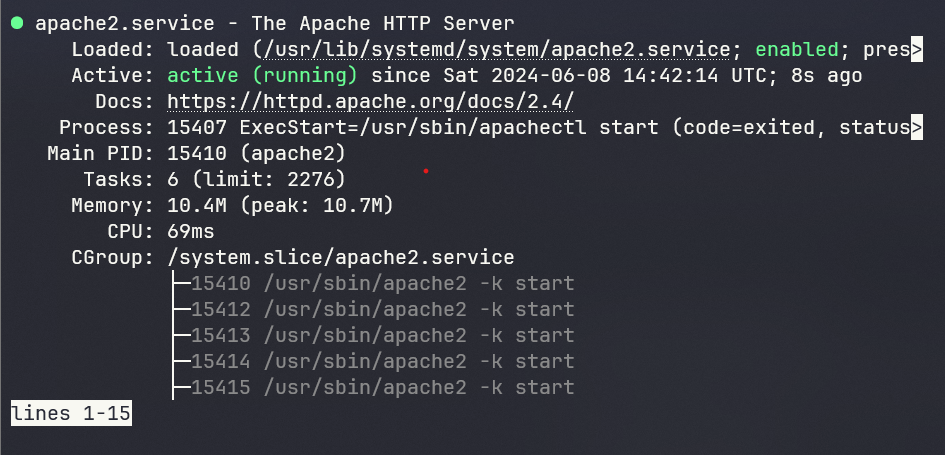 ● apache2.service - The Apache HTTP Server
Loaded: loaded (/usr/lib/systemd/system/apache2.service; enabled; pres>
Active: active (running) since Sat 2024-06-08 14:42:14 UTC; 8s ago
Docs: https://httpd.apache.org/docs/2.4/
Process: 15407 ExecStart=/usr/sbin/apachectl start (code=exited, status>
Main PID: 15410 (apache2)
Tasks: 6 (limit: 2276)
Memory: 10.4M (peak: 10.7M)
CPU: 69ms
CGroup: /system.slice/apache2.service
├─15410 /usr/sbin/apache2 -k start
├─15412 /usr/sbin/apache2 -k start
├─15413 /usr/sbin/apache2 -k start
├─15414 /usr/sbin/apache2 -k start
├─15415 /usr/sbin/apache2 -k start
lines 1-15